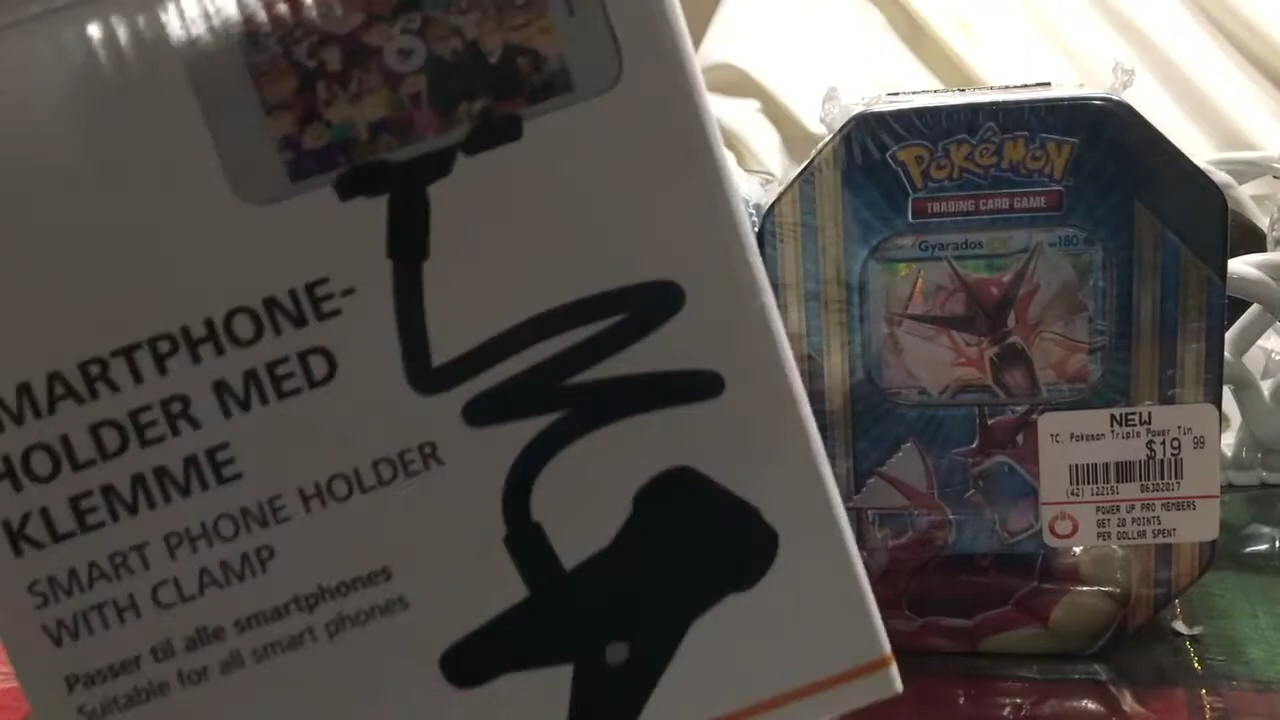 MARTPHONE-
HOLDER MED
KLEMME
SMART PHONE HOLDER
WITH CLAMP
Passer til alle smartphones
Suitable for all smart phones
POKéMON
TRADING CARD GAME
Gyarados EX HP180
NEW
TC. Pokemon Triple Power Tin
$19 99
(42) 122151 06302017
POWER UP PRO MEMBERS
GET 20 POINTS
PER DOLLAR SPENT